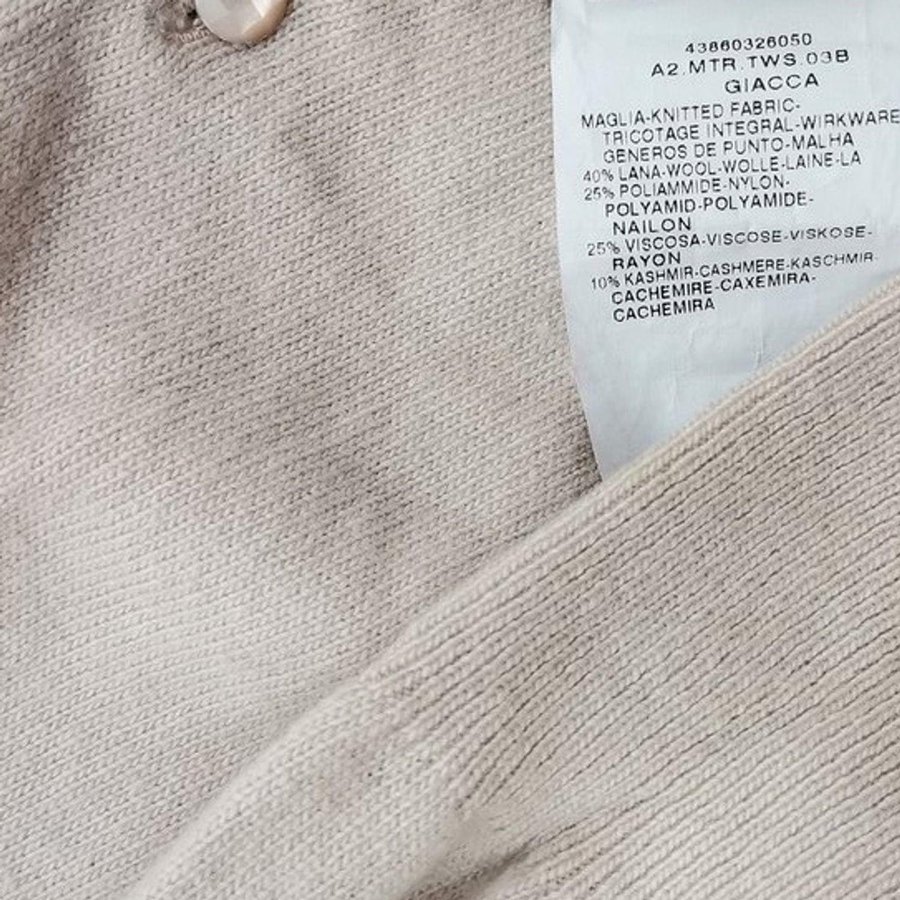 43860326050
A2.MTR.TWS.03B
GIACCA
MAGLIA-KNITTED FABRIC-
TRICOTAGE INTEGRAL-WIRKWARE
GENEROS DE PUNTO-MALHA
40% LANA-WOOL-WOLLE-LAINE-LA
25% POLIAMMIDE-NYLON-
POLYAMID-POLYAMIDE-
NAILON
25% VISCOSA-VISCOSE-VISKOSE-
RAYON
10% KASHMIR-CASHMERE-KASCHMIR-
CACHEMIRE-CAXEMIRA-
CACHEMIRA